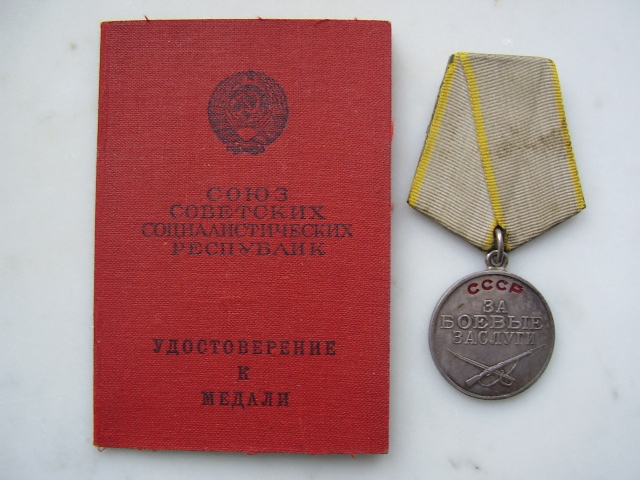 СОЮЗ
СОВЕТСКИХ
СОЦИАЛИСТИЧЕСКИХ
РЕСПУБЛИК
УДОСТОВЕРЕНИЕ
К
МЕДАЛИ
СССР
ЗА
БОЕВЫЕ
ЗАСЛУГИ